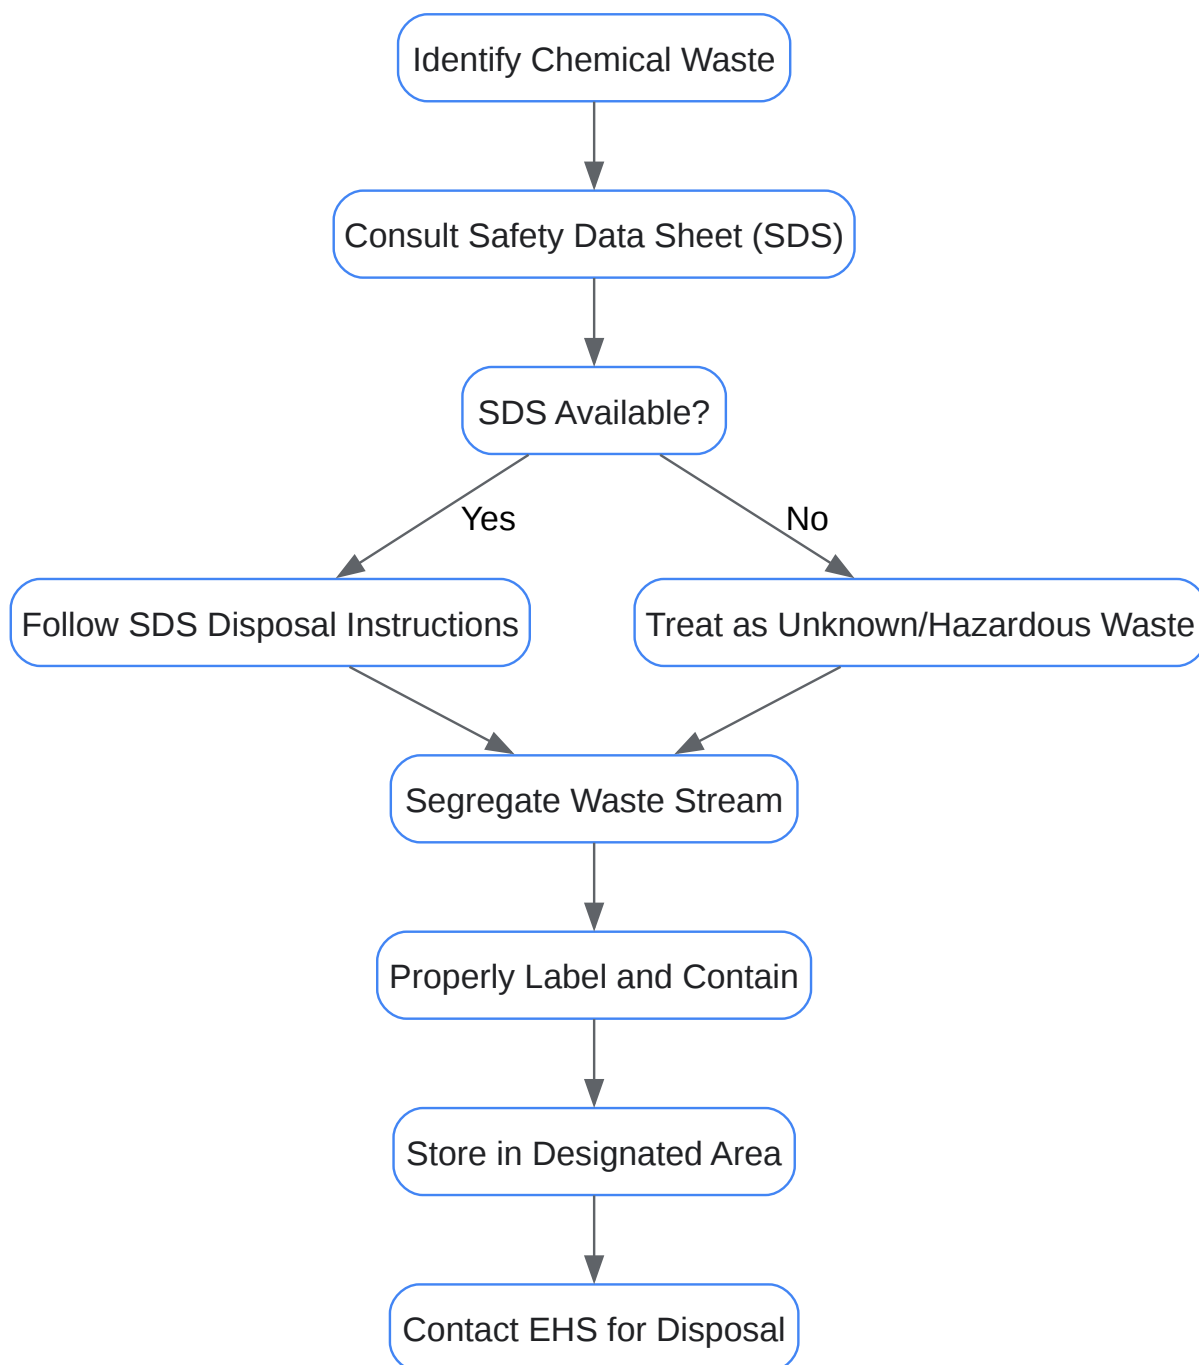 Identify Chemical Waste
Consult Safety Data Sheet (SDS)
SDS Available?
Yes
No
Follow SDS Disposal Instructions
Treat as Unknown/Hazardous Waste
Segregate Waste Stream
Properly Label and Contain
Store in Designated Area
Contact EHS for Disposal